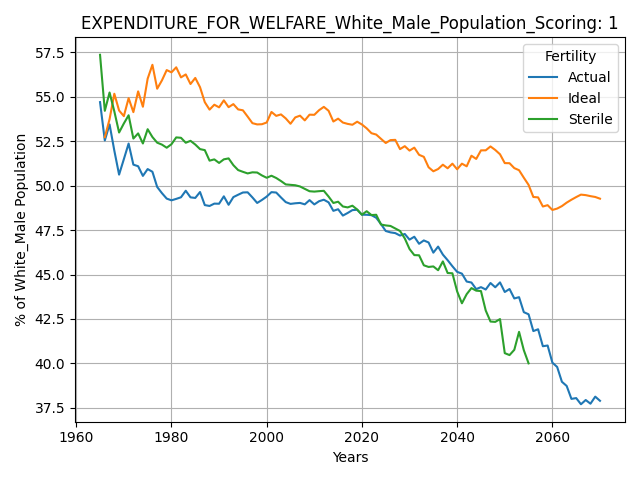 EXPENDITURE_FOR_WELFARE_White_Male_Population_Scoring: 1
Fertility
Actual
Ideal
Sterile
% of White_Male Population
57.5
55.0
52.5
50.0
47.5
45.0
42.5
40.0
37.5
1960 1980 2000 2020 2040 2060
Years